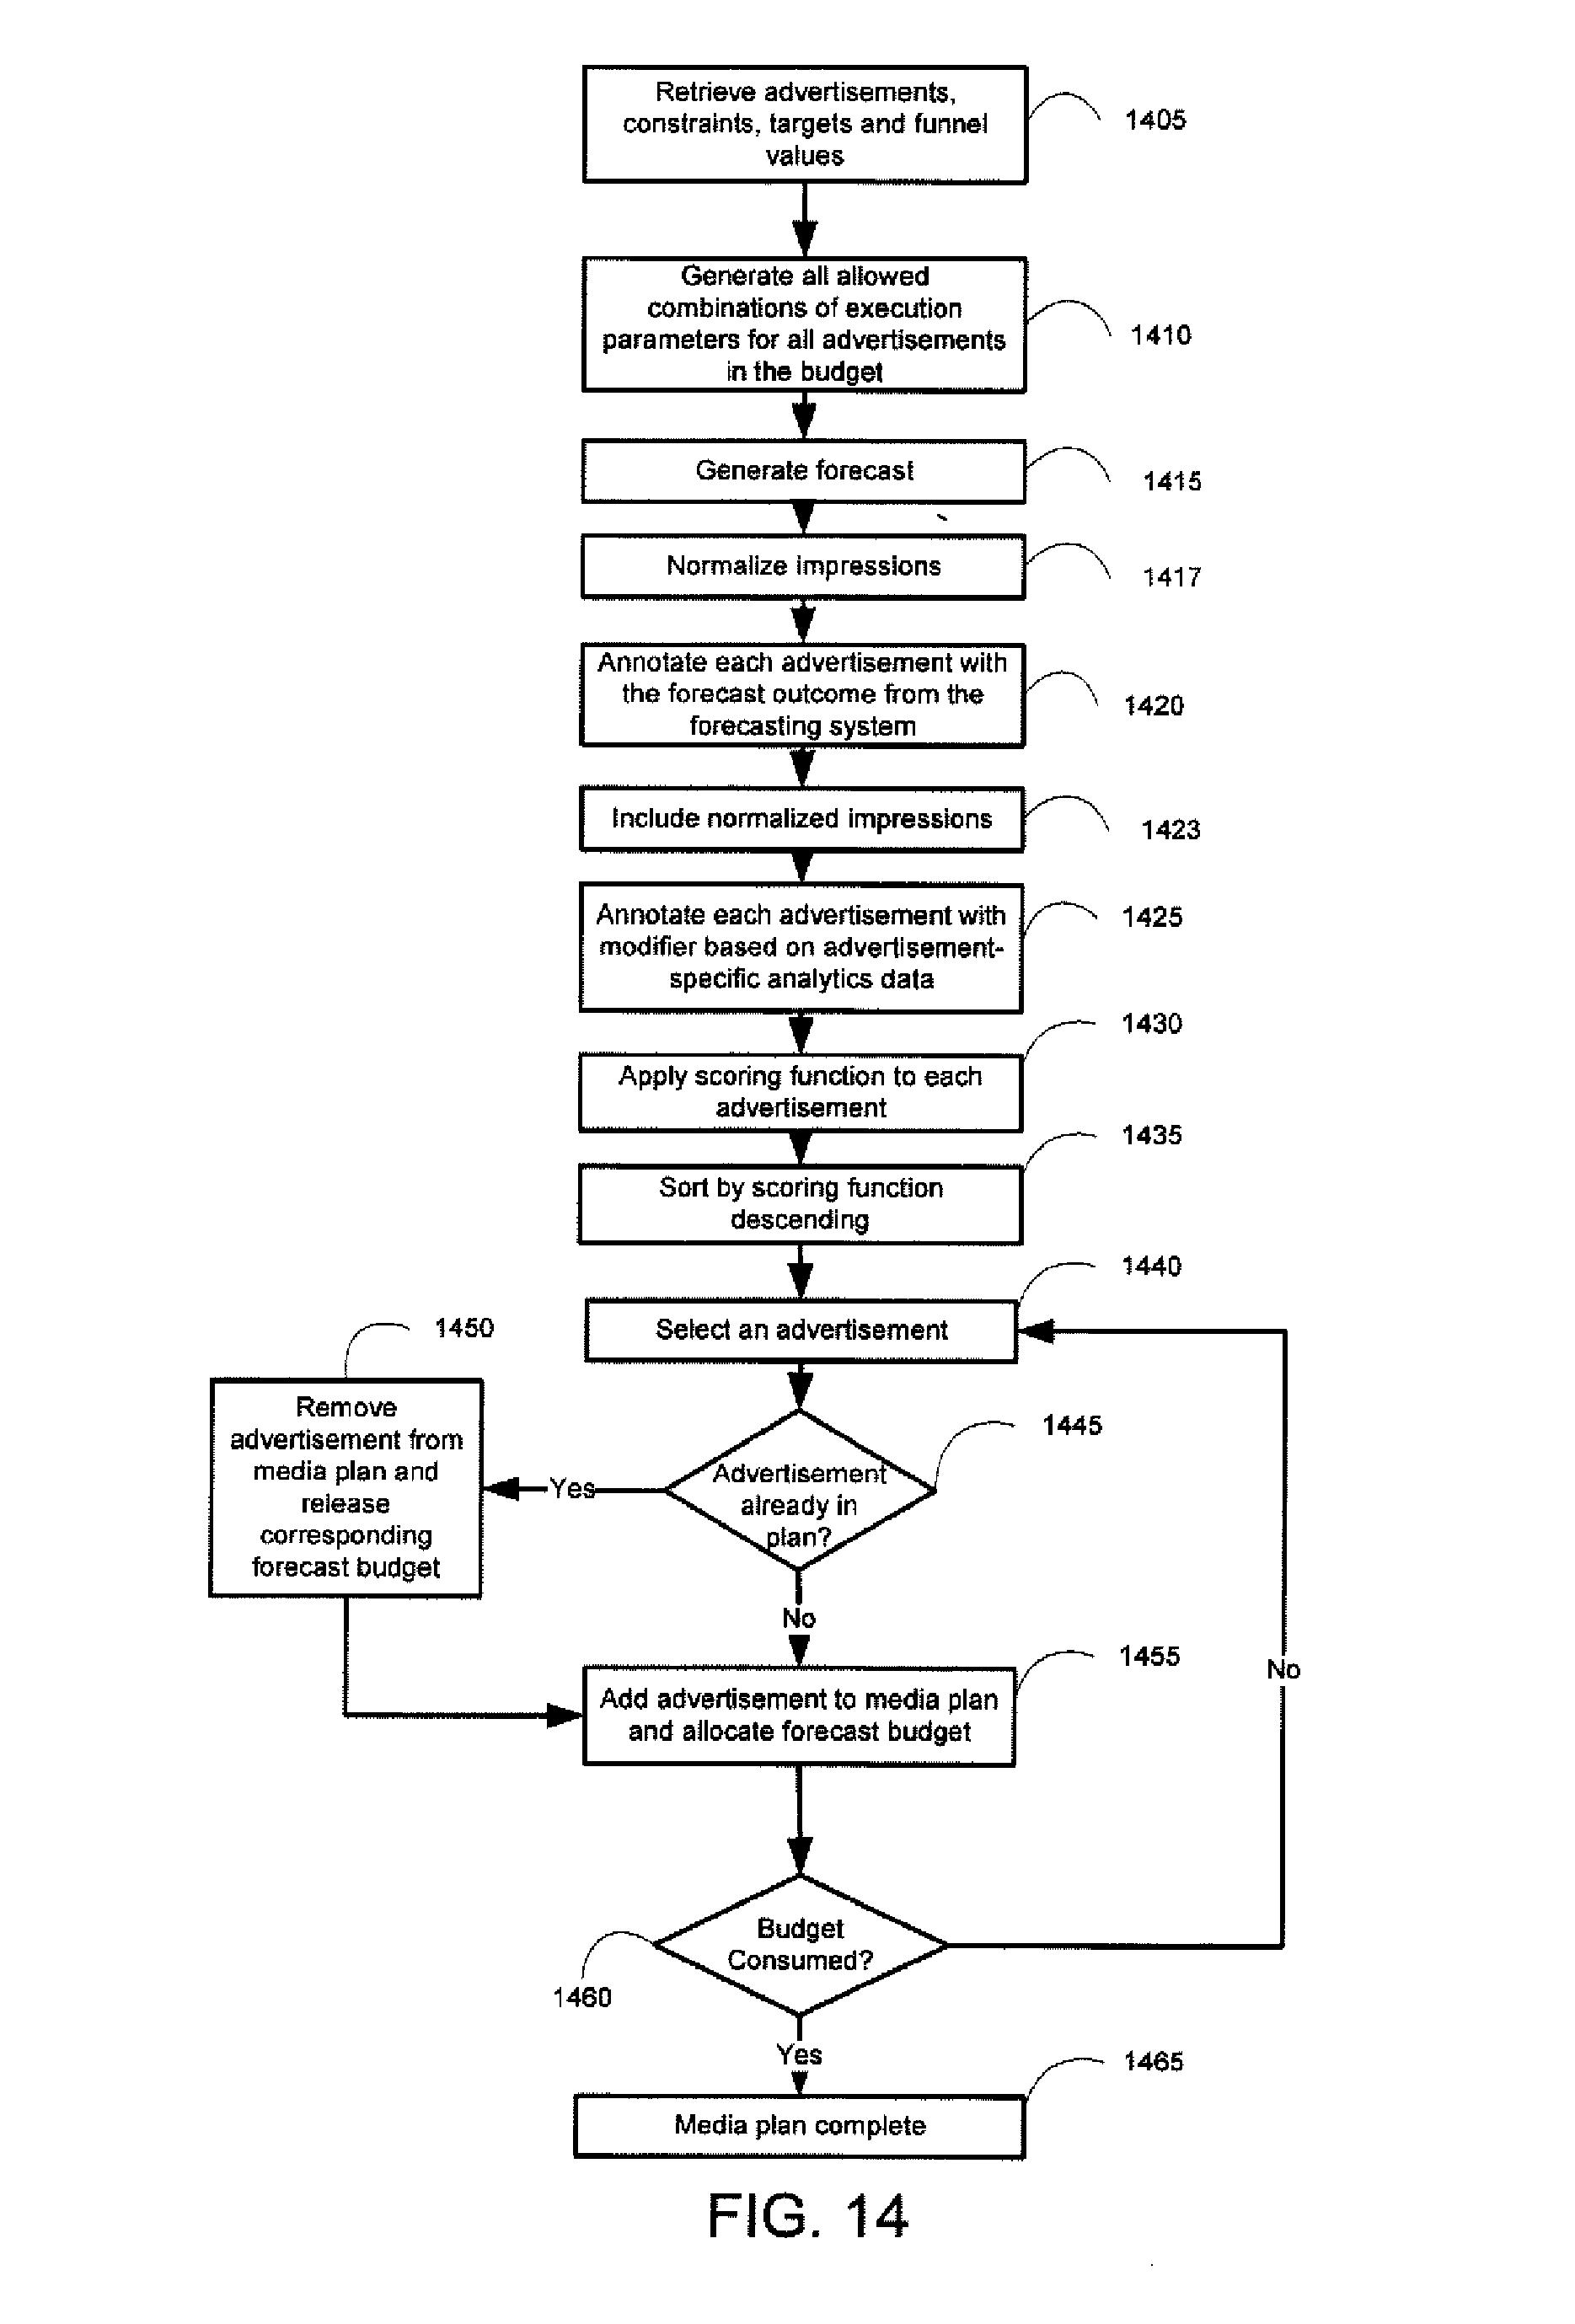 Retrieve advertisements,
constraints, targets and funnel
values
1405
Generate all allowed
combinations of execution
parameters for all advertisements
in the budget
1410
Generate forecast
1415
Normalize impressions
1417
Annotate each advertisement with
the forecast outcome from the
forecasting system
1420
Include normalized impressions
1423
Annotate each advertisement with
modifier based on advertisement-
specific analytics data
1425
Apply scoring function to each
advertisement
1430
Sort by scoring function
descending
1435
Select an advertisement
1440
Advertisement
already in
plan?
1445
Yes
Remove
advertisement from
media plan and
release
corresponding
forecast budget
1450
No
Add advertisement to media plan
and allocate forecast budget
1455
Budget
Consumed?
1460
No
Yes
Media plan complete
1465
FIG. 14